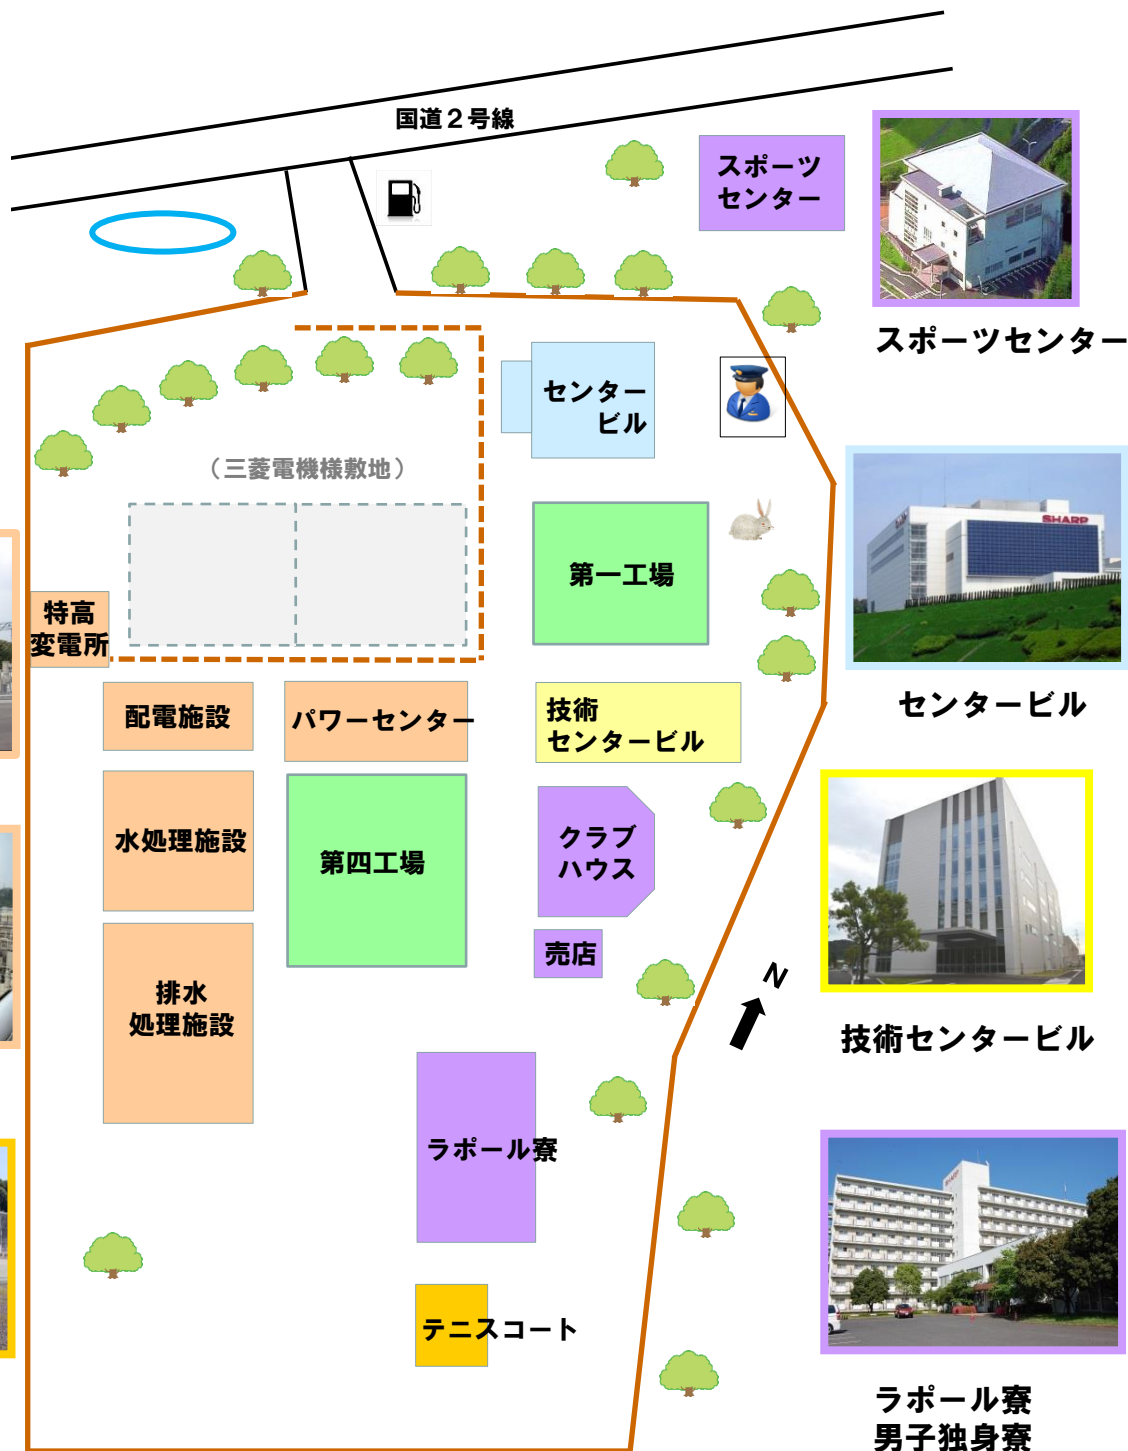 国道２号線
スポーツ
センター
スポーツセンター
センター
ビル
（三菱電機様敷地）
SHARP
第一工場
特高
変電所
センタービル
配電施設
パワーセンター
技術
センタービル
水処理施設
第四工場
クラブ
ハウス
売店
排水
処理施設
N
技術センタービル
ラポール寮
SHARP
テニスコート
ラポール寮
男子独身寮